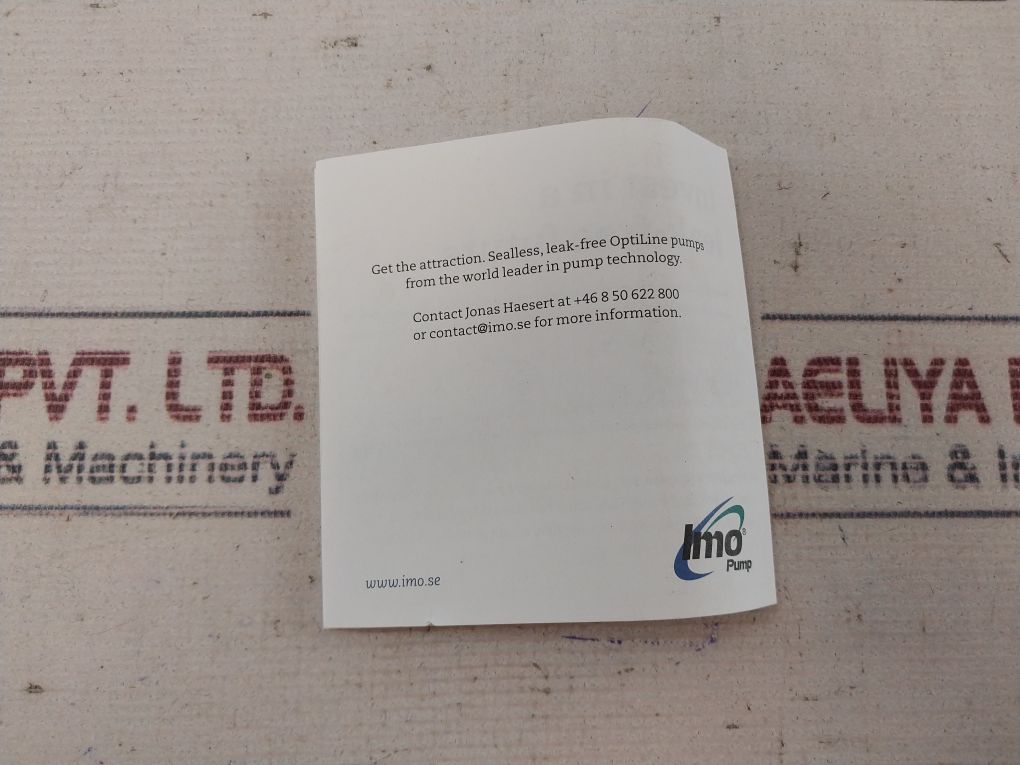 Get the attraction. Sealless, leak-free OptiLine pumps
from the world leader in pump technology.
Contact Jonas Haesert at +46 8 50 622 800
or contact@imo.se for more information.
PVT. LTD.
& Machinery
AELIYA
Marine &
Imo®
Pump
www.imo.se